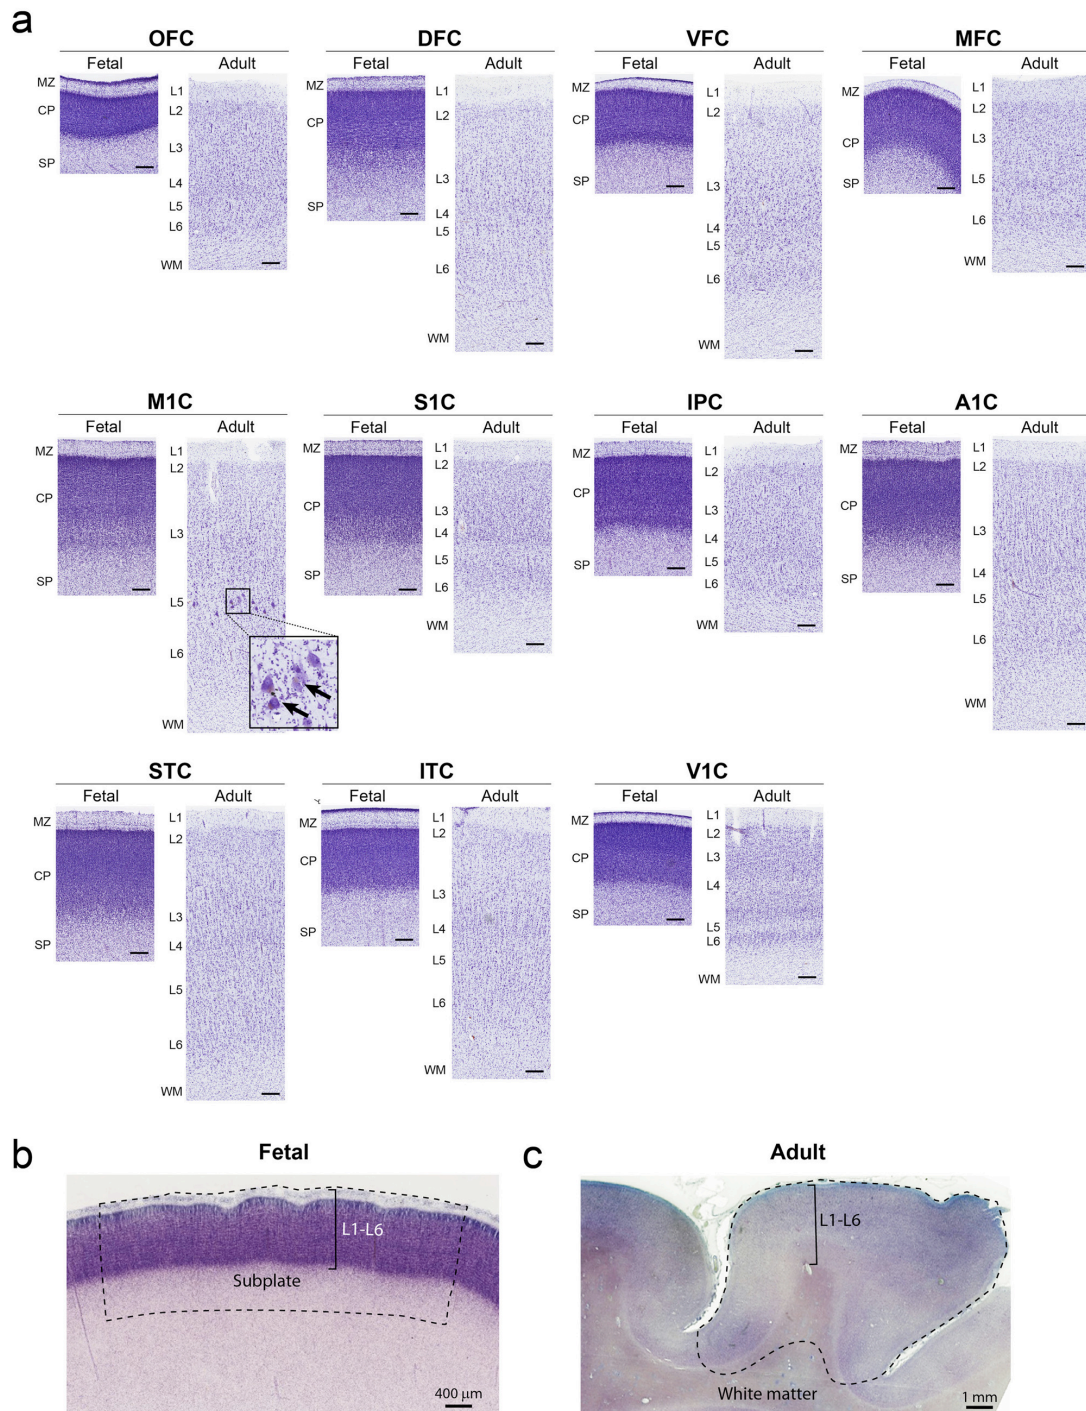 a
OFC
Fetal
Adult
MZ
CP
SP
L1
L2
L3
L4
L5
L6
WM
DFC
Fetal
Adult
MZ
CP
SP
L1
L2
L3
L4
L5
L6
WM
VFC
Fetal
Adult
MZ
CP
SP
L1
L2
L3
L4
L5
L6
WM
MFC
Fetal
Adult
MZ
CP
SP
L1
L2
L3
L5
L6
WM
M1C
Fetal
Adult
MZ
CP
SP
L1
L2
L3
L5
L6
WM
S1C
Fetal
Adult
MZ
CP
SP
L1
L2
L3
L4
L5
L6
WM
IPC
Fetal
Adult
MZ
CP
SP
L1
L2
L3
L4
L5
L6
WM
A1C
Fetal
Adult
MZ
CP
SP
L1
L2
L3
L4
L5
L6
WM
STC
Fetal
Adult
MZ
CP
SP
L1
L2
L3
L4
L5
L6
WM
ITC
Fetal
Adult
MZ
CP
SP
L1
L2
L3
L4
L5
L6
WM
V1C
Fetal
Adult
MZ
CP
SP
L1
L2
L3
L4
L5
L6
WM
b
Fetal
L1-L6
Subplate
400 µm
c
Adult
L1-L6
White matter
1 mm